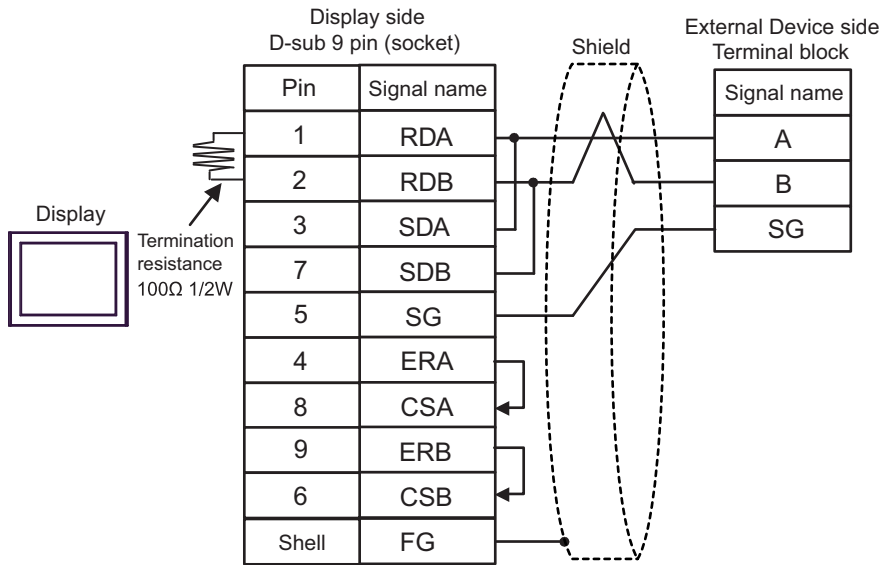 Display side
D-sub 9 pin (socket)
Shield
External Device side
Terminal block
Pin Signal name
Signal name
1 RDA
A
2 RDB
B
3 SDA
SG
7 SDB
5 SG
4 ERA
8 CSA
9 ERB
6 CSB
Shell FG
Display
Termination
resistance
100Ω 1/2W